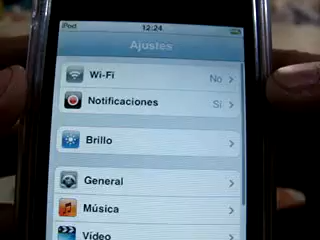 iPod 12:24
Ajustes
Wi-Fi No
Notificaciones Sí
Brillo
General
Música
Vídeo